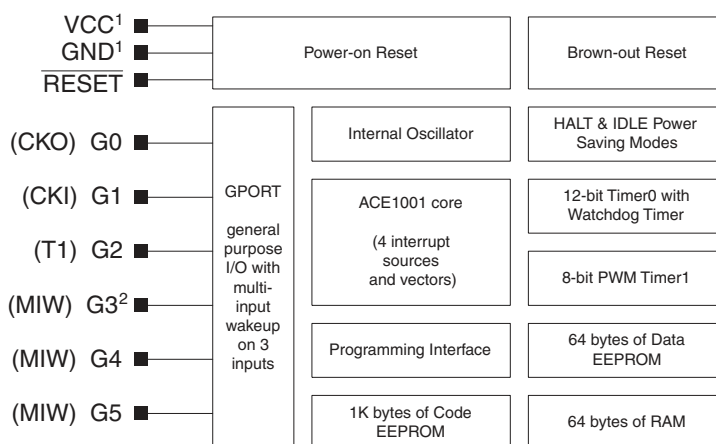 VCC¹
GND¹
RESET
Power-on Reset
Brown-out Reset
(CKO) G0
(CKI) G1
(T1) G2
(MIW) G3²
(MIW) G4
(MIW) G5
GPORT
general
purpose
I/O with
multi-
input
wakeup
on 3
inputs
Internal Oscillator
ACE1001 core
(4 interrupt
sources
and vectors)
Programming Interface
1K bytes of Code
EEPROM
HALT & IDLE Power
Saving Modes
12-bit Timer0 with
Watchdog Timer
8-bit PWM Timer1
64 bytes of Data
EEPROM
64 bytes of RAM